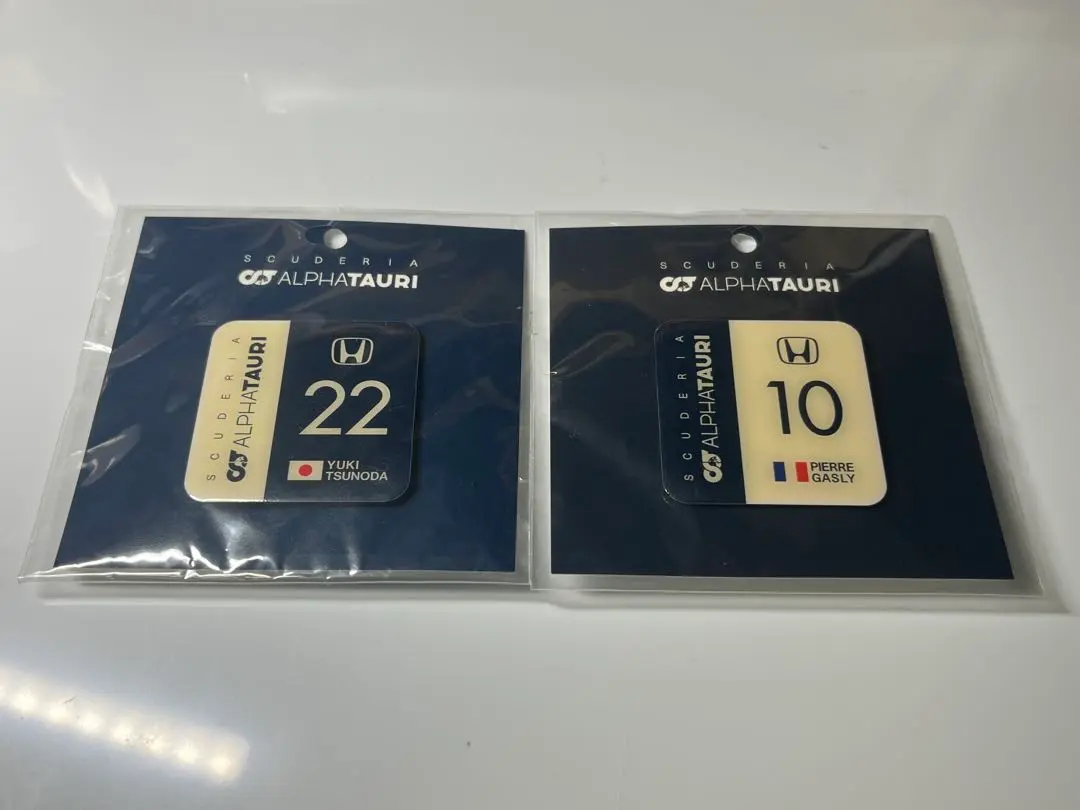 SCUDERIA
ALPHATAURI
SCUDERIA
ALPHATAURI
22
YUKI
TSUNODA
SCUDERIA
ALPHATAURI
SCUDERIA
ALPHATAURI
10
PIERRE
GASLY